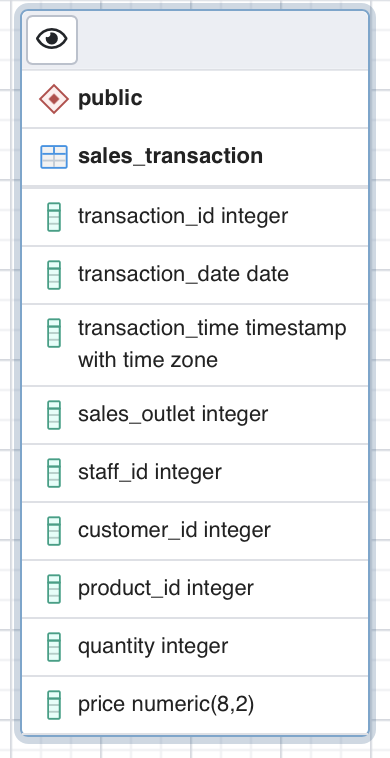 public
sales_transaction
transaction_id integer
transaction_date date
transaction_time timestamp
with time zone
sales_outlet integer
staff_id integer
customer_id integer
product_id integer
quantity integer
price numeric(8,2)